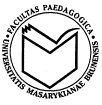 UNIVERSITATIS MASARYKIANAE BRUNENSIS
FACULTAS PAEDAGOGICA